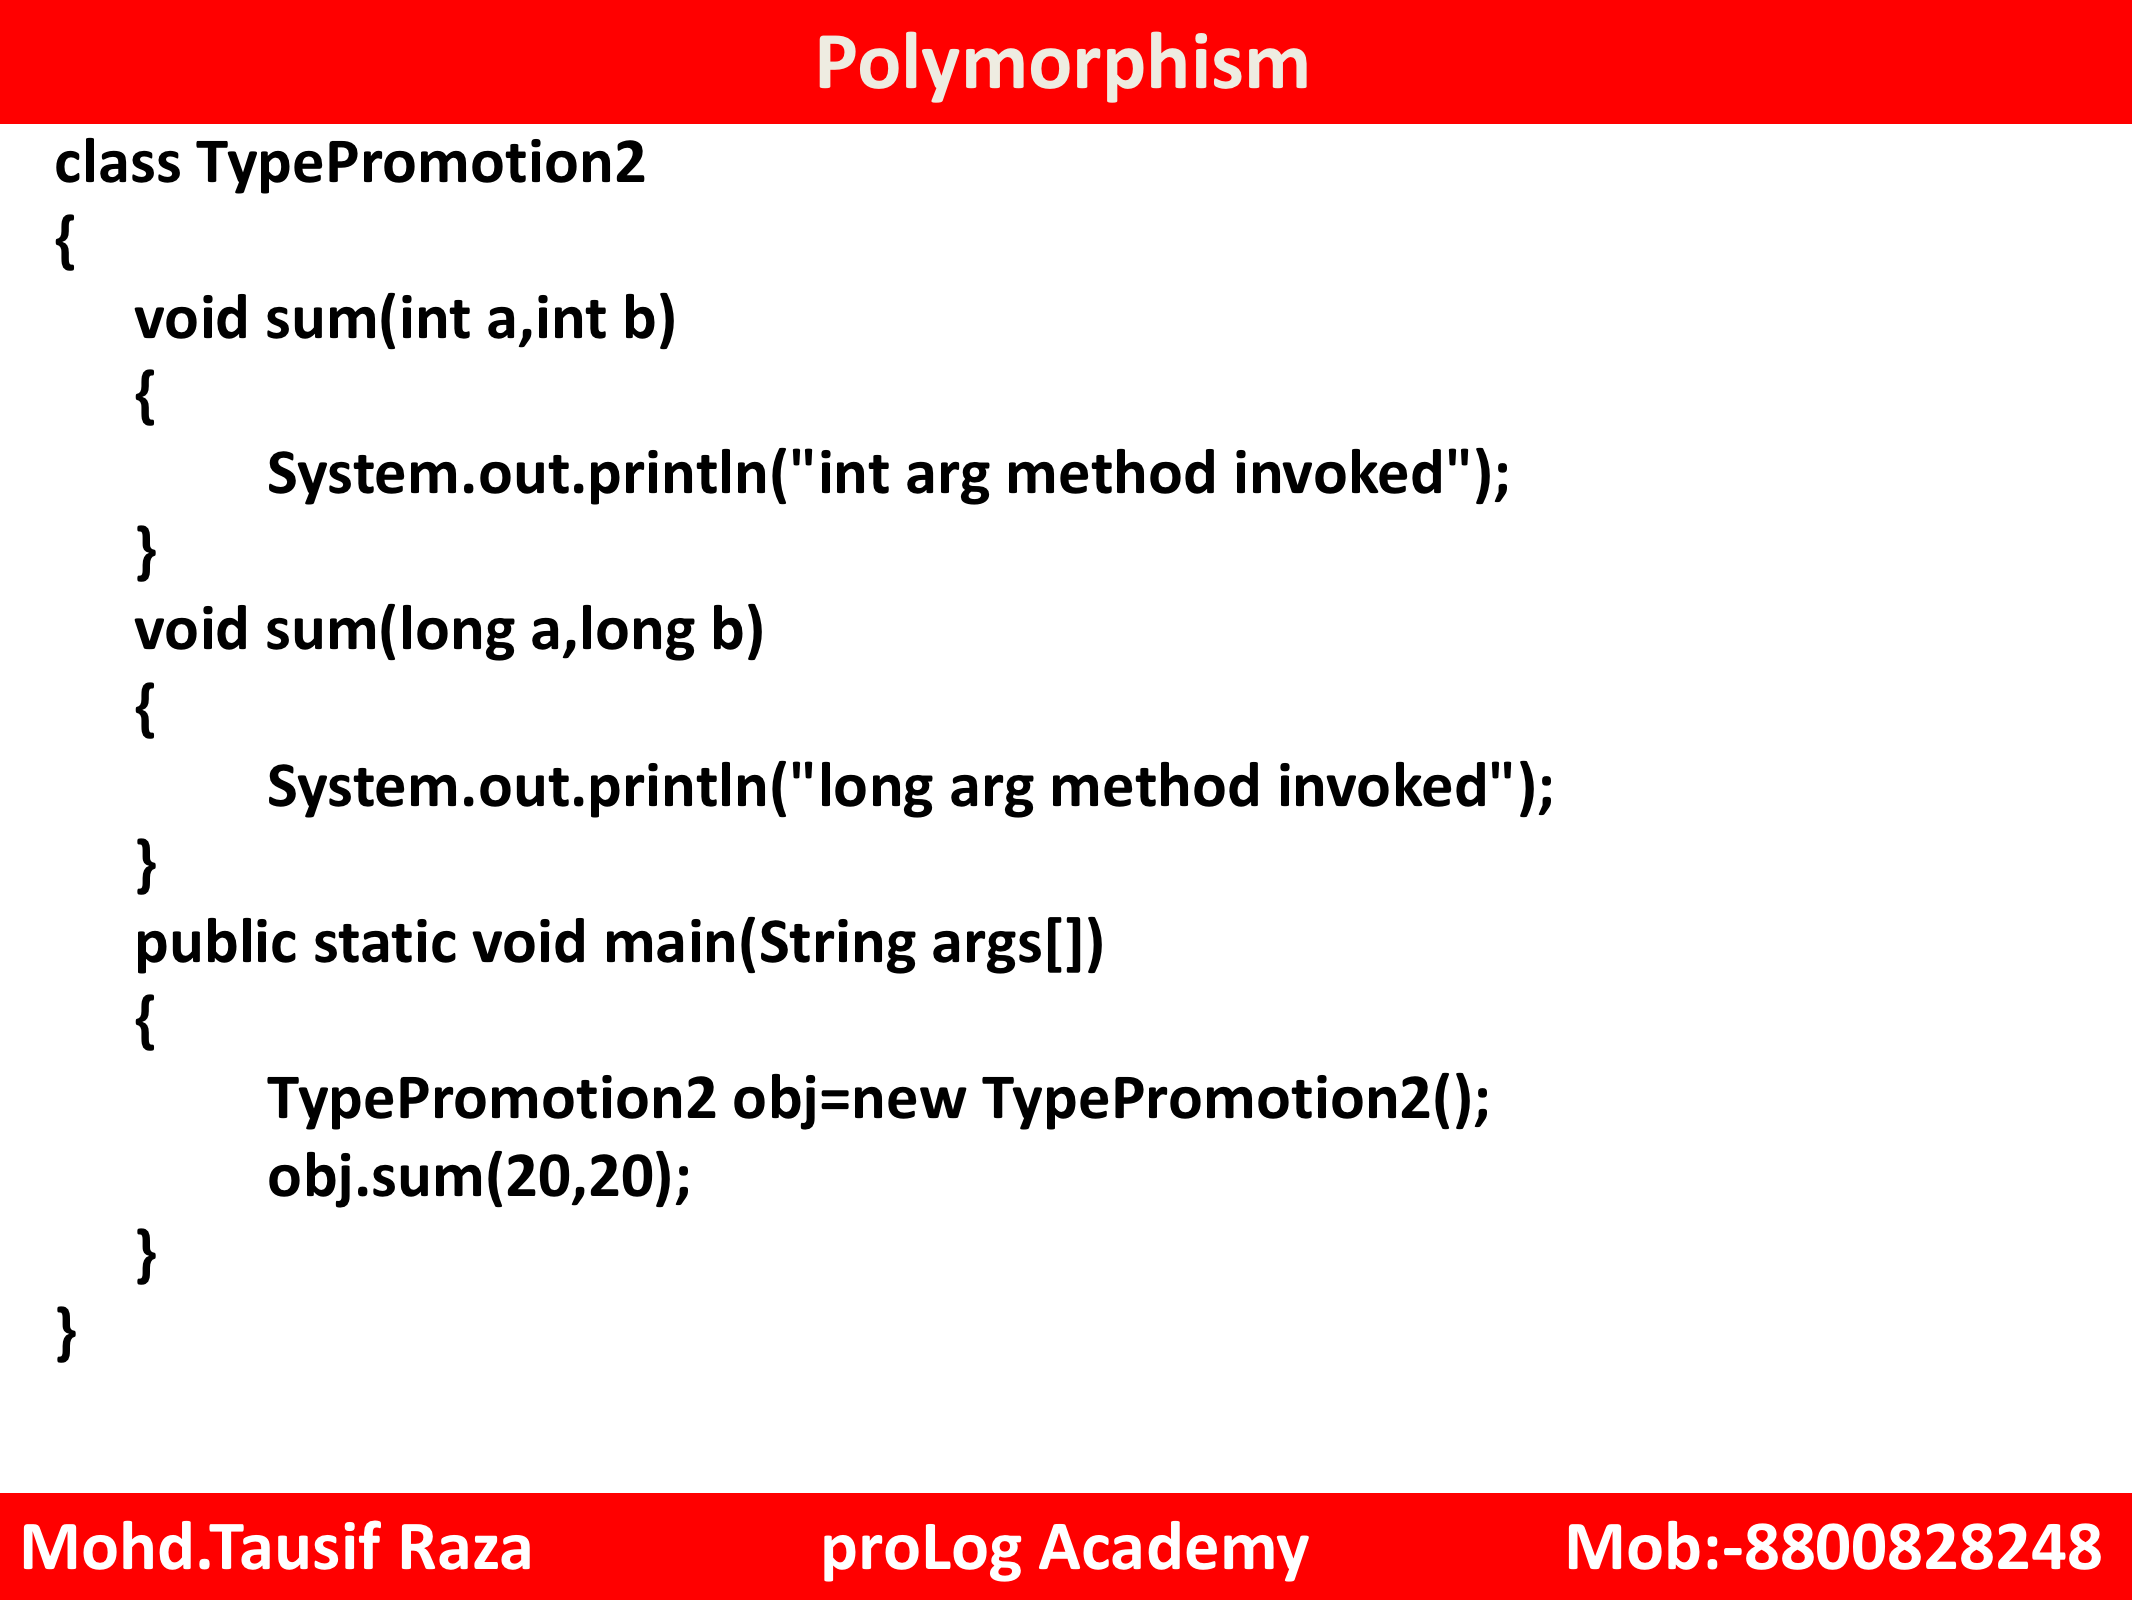 Polymorphism
class TypePromotion2
{
void sum(int a,int b)
{
System.out.println("int arg method invoked");
}
void sum(long a,long b)
{
System.out.println("long arg method invoked");
}
public static void main(String args[])
{
TypePromotion2 obj=new TypePromotion2();
obj.sum(20,20);
}
}
Mohd.Tausif Raza proLog Academy Mob:-8800828248